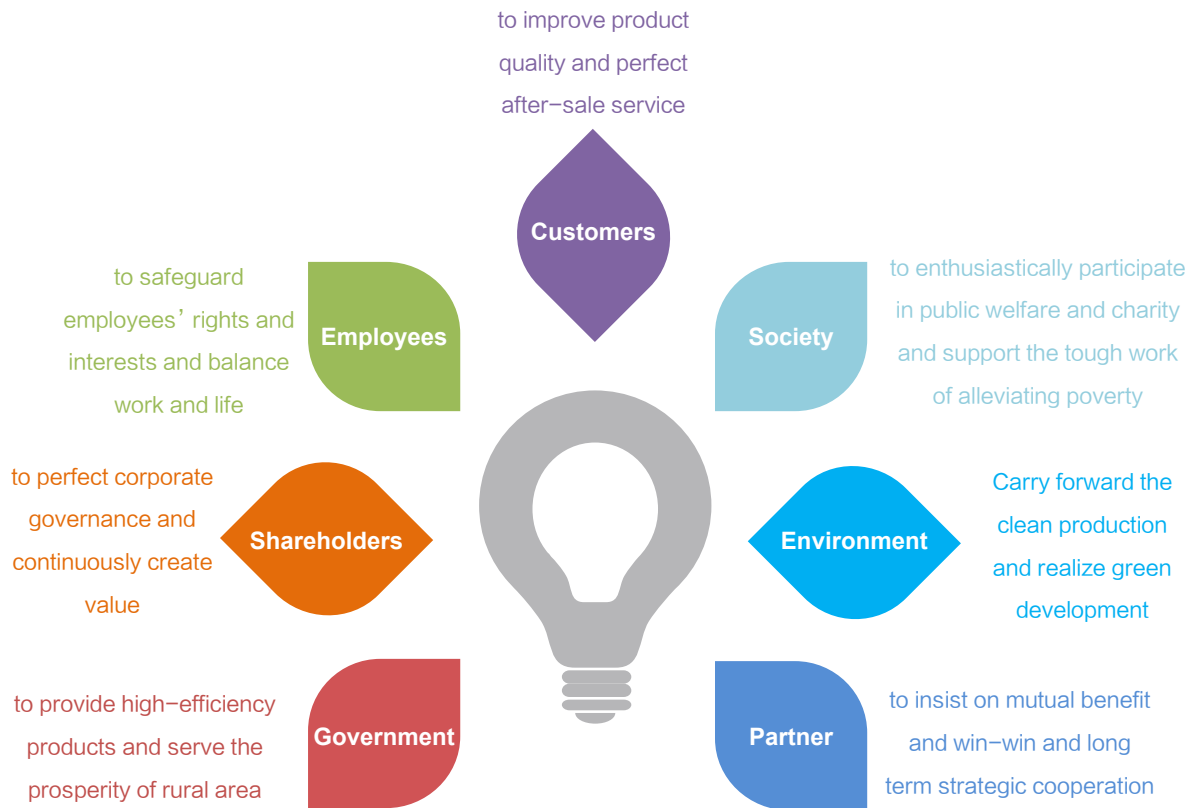 to improve product
quality and perfect
after-sale service
Customers
to safeguard
employees’ rights and
interests and balance
work and life
Employees
Society
to enthusiastically participate
in public welfare and charity
and support the tough work
of alleviating poverty
to perfect corporate
governance and
continuously create
value
Shareholders
Environment
Carry forward the
clean production
and realize green
development
to provide high-efficiency
products and serve the
prosperity of rural area
Government
Partner
to insist on mutual benefit
and win-win and long
term strategic cooperation